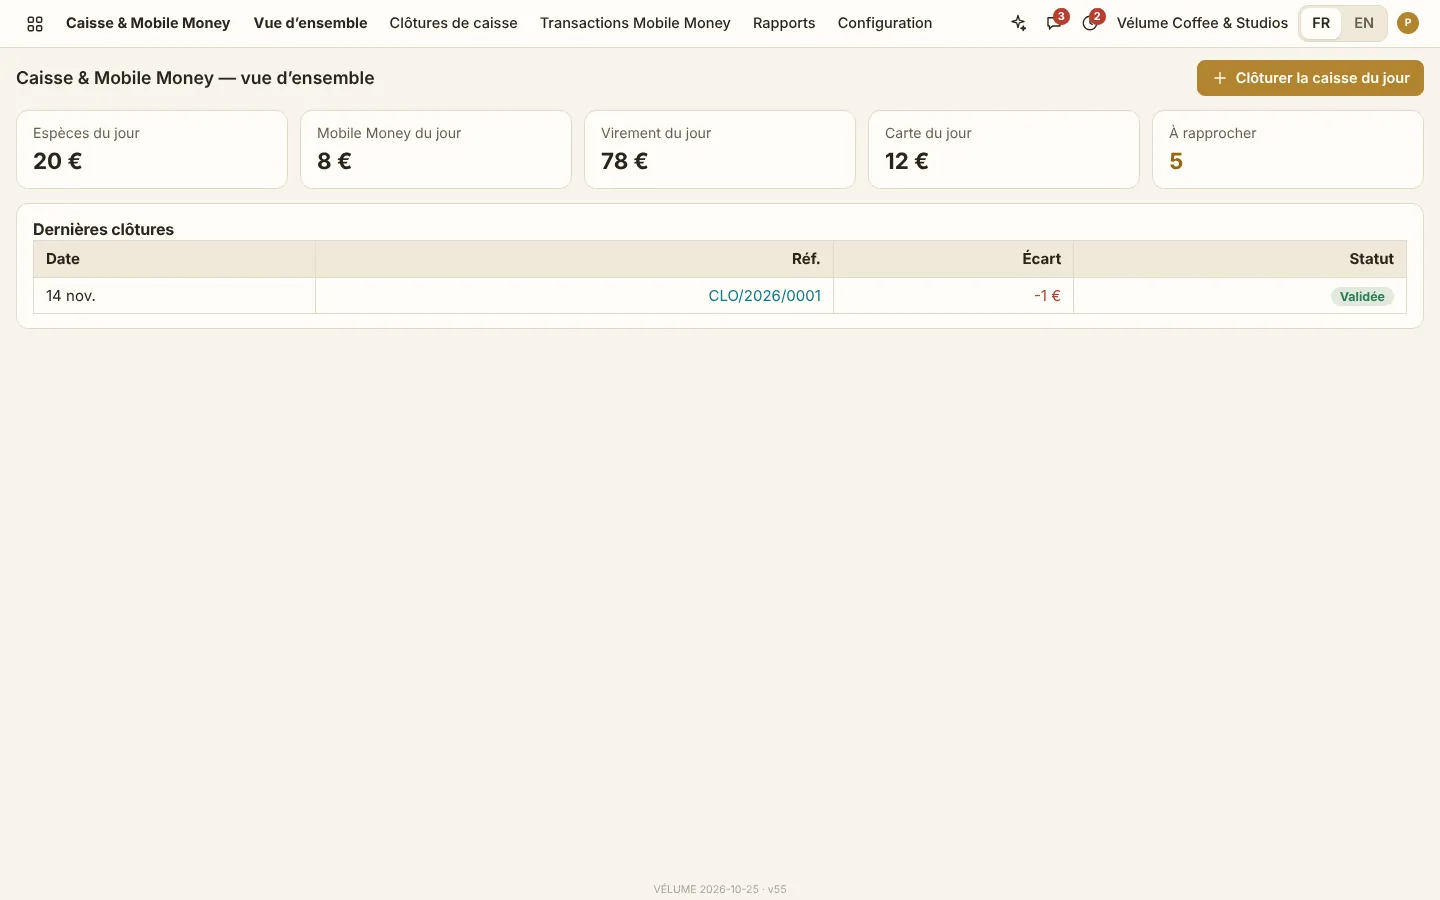 Caisse & Mobile Money Vue d’ensemble Clôtures de caisse Transactions Mobile Money Rapports Configuration 3 2 Vélume Coffee & Studios FR EN P
Caisse & Mobile Money — vue d’ensemble + Clôturer la caisse du jour
Espèces du jour Mobile Money du jour Virement du jour Carte du jour À rapprocher
20 € 8 € 78 € 12 € 5
Dernières clôtures
Date Réf. Écart Statut
14 nov. CLO/2026/0001 -1 € Validée
VÉLUME 2026-10-25 · v55